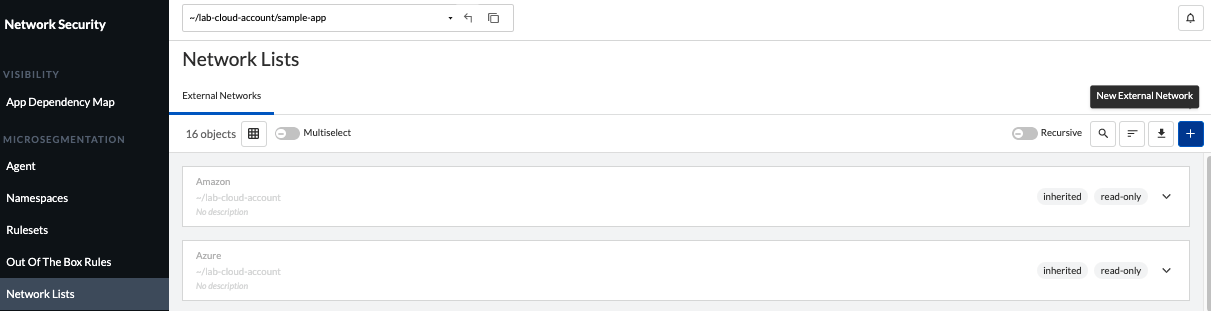 Network Security
VISIBILITY
App Dependency Map
MICROSEGMENTATION
Agent
Namespaces
Rulesets
Out Of The Box Rules
Network Lists
~/lab-cloud-account/sample-app
Network Lists
External Networks
New External Network
16 objects
Multiselect
Recursive
Amazon
~/lab-cloud-account
No description
inherited
read-only
Azure
~/lab-cloud-account
No description
inherited
read-only